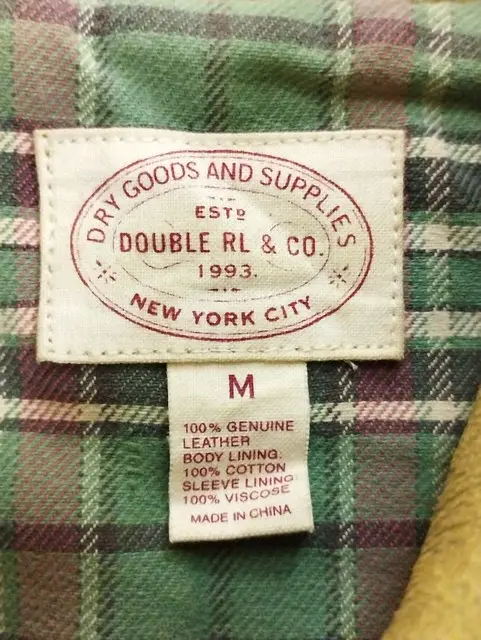 DRY GOODS AND SUPPLIES
ESTD
DOUBLE RL & CO.
1993.
NEW YORK CITY
M
100% GENUINE
LEATHER
BODY LINING:
100% COTTON
SLEEVE LINING
100% VISCOSE
MADE IN CHINA